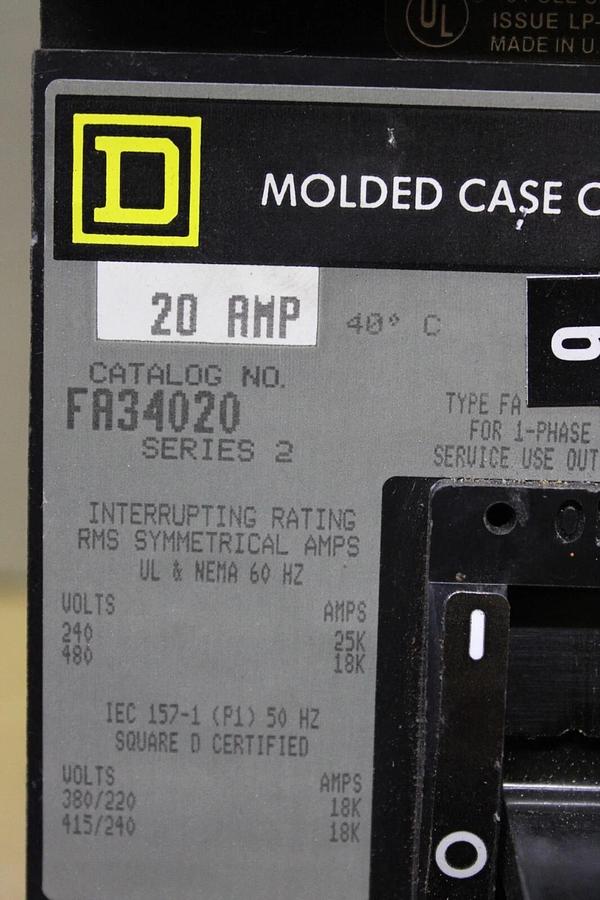 UL
ISSUE LP-
MADE IN U.
D
MOLDED CASE C
20 AMP
40° C
CATALOG NO.
FA34020
SERIES 2
TYPE FA
FOR 1-PHASE
SERVICE USE OUT
INTERRUPTING RATING
RMS SYMMETRICAL AMPS
UL & NEMA 60 HZ
VOLTS AMPS
240 25K
480 18K
IEC 157-1 (P1) 50 HZ
SQUARE D CERTIFIED
VOLTS AMPS
380/220 18K
415/240 18K
I
O